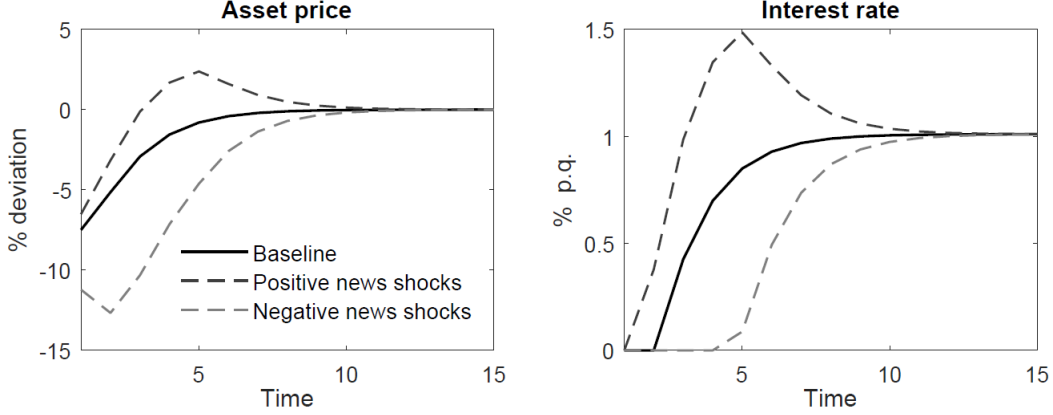 Asset price
5
0
-5
-10
-15
% deviation
Baseline
Positive news shocks
Negative news shocks
5
10
15
Time
Interest rate
1.5
1
0.5
0
% p.q.
5
10
15
Time